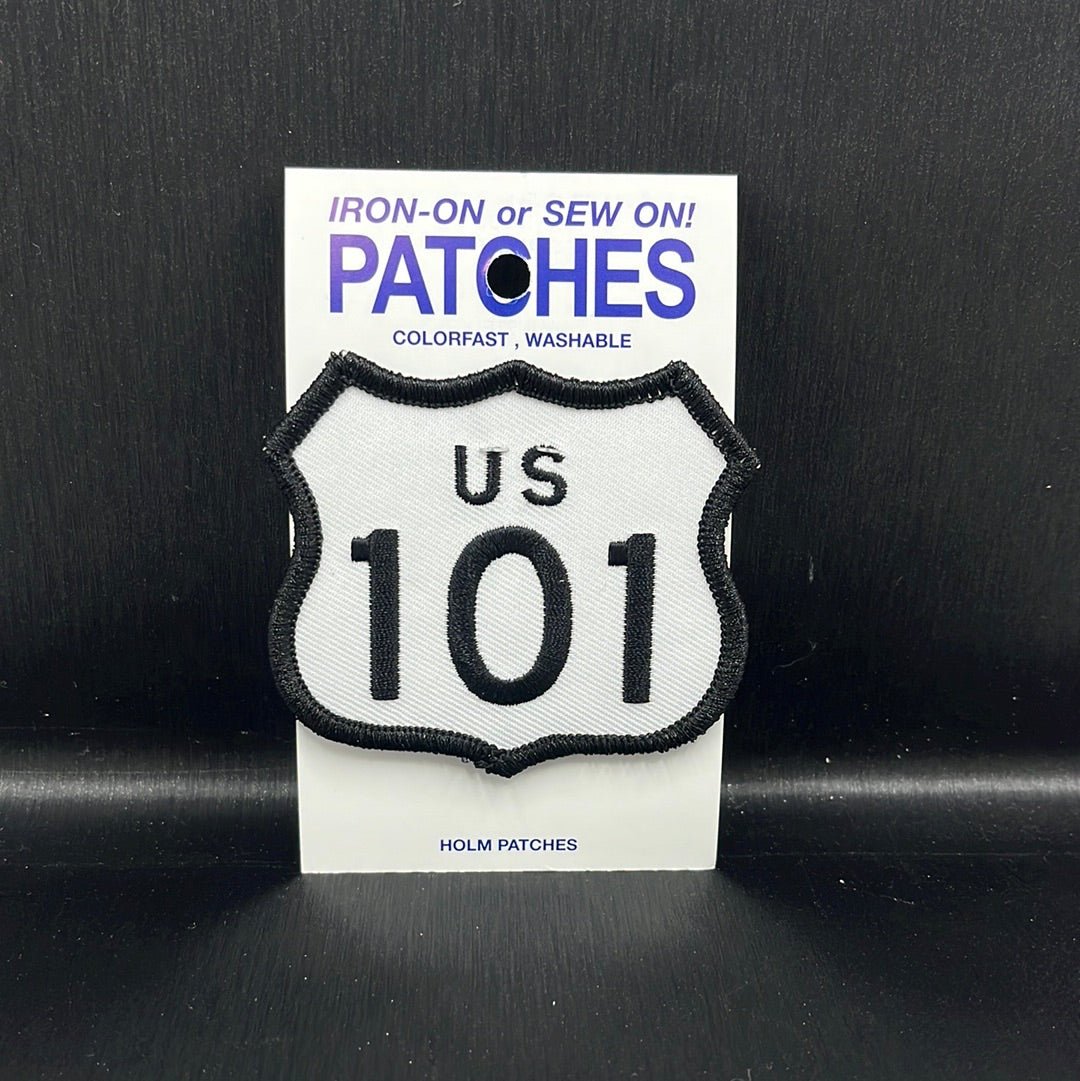 IRON-ON or SEW ON!
PATCHES
COLORFAST , WASHABLE
US
101
HOLM PATCHES